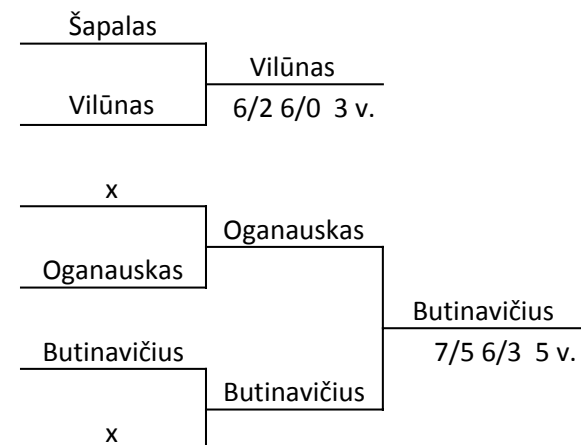 Šapalas
Vilūnas
Vilūnas
6/2 6/0 3 v.
x
Oganauskas
Oganauskas
Butinavičius
Butinavičius
7/5 6/3 5 v.
Butinavičius
x